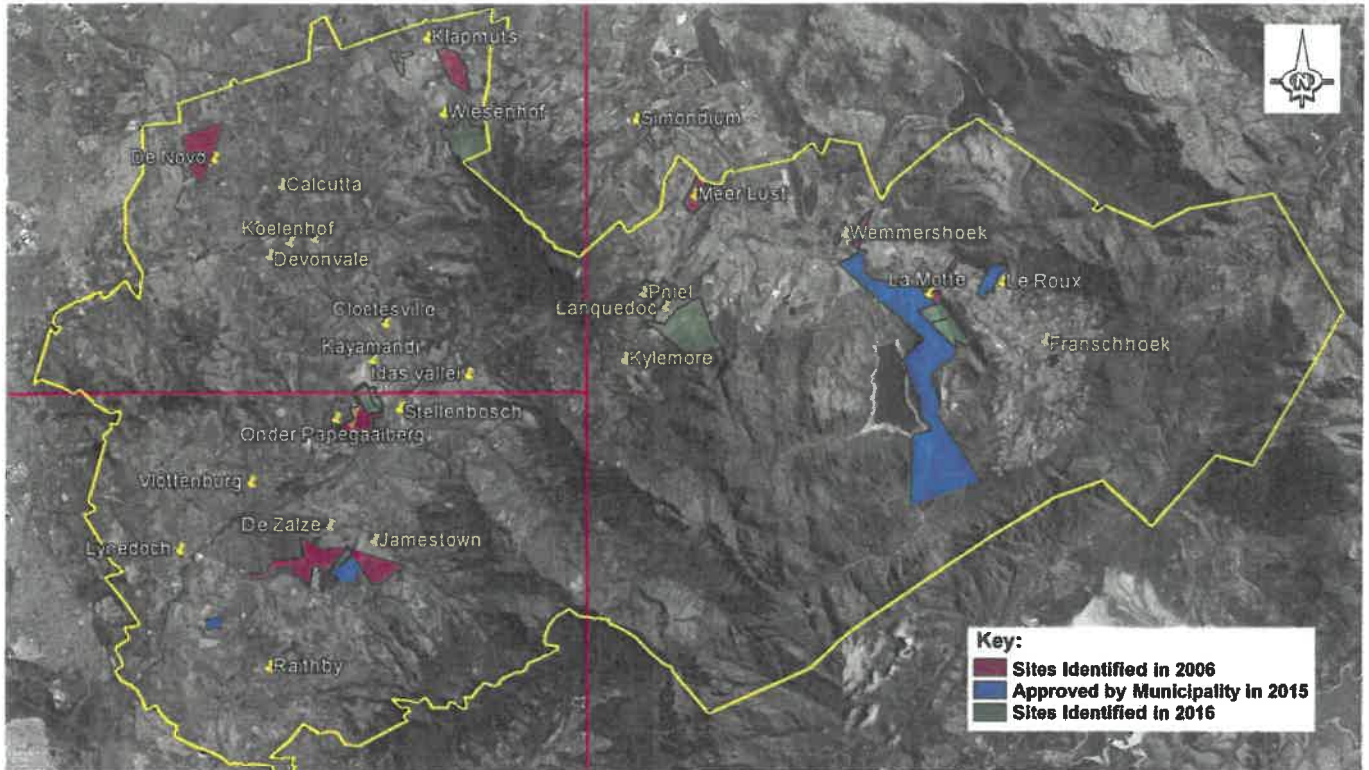 N
Klapmuts
Wiesenhof
Simondium
De Novo
Calcutta
Meer Lust
Koelenhof
Devonvale
Wemmershoek
La Motte
Le Roux
Pniel
Lanquedoc
Cloetesville
Kayamandi
Kylemore
Franschhoek
Idas vallei
Stellenbosch
Onder Papegaaiberg
Vlottenburg
De Zalze
Jamestown
Lynedoch
Raithby
Key:
Sites Identified in 2006
Approved by Municipality in 2015
Sites Identified in 2016